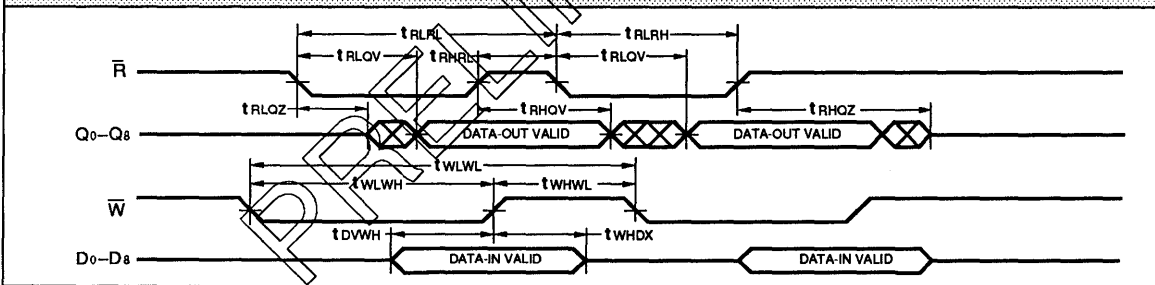 tRLRL tRLRH
tRLQV tRHRL tRLQV
R̅
tRLQZ tRHQV tRHQZ
Q0–Q8 DATA-OUT VALID DATA-OUT VALID
tWLWL
tWLWH tWHWL
W̅
tDVWH tWHDX
D0–D8 DATA-IN VALID DATA-IN VALID